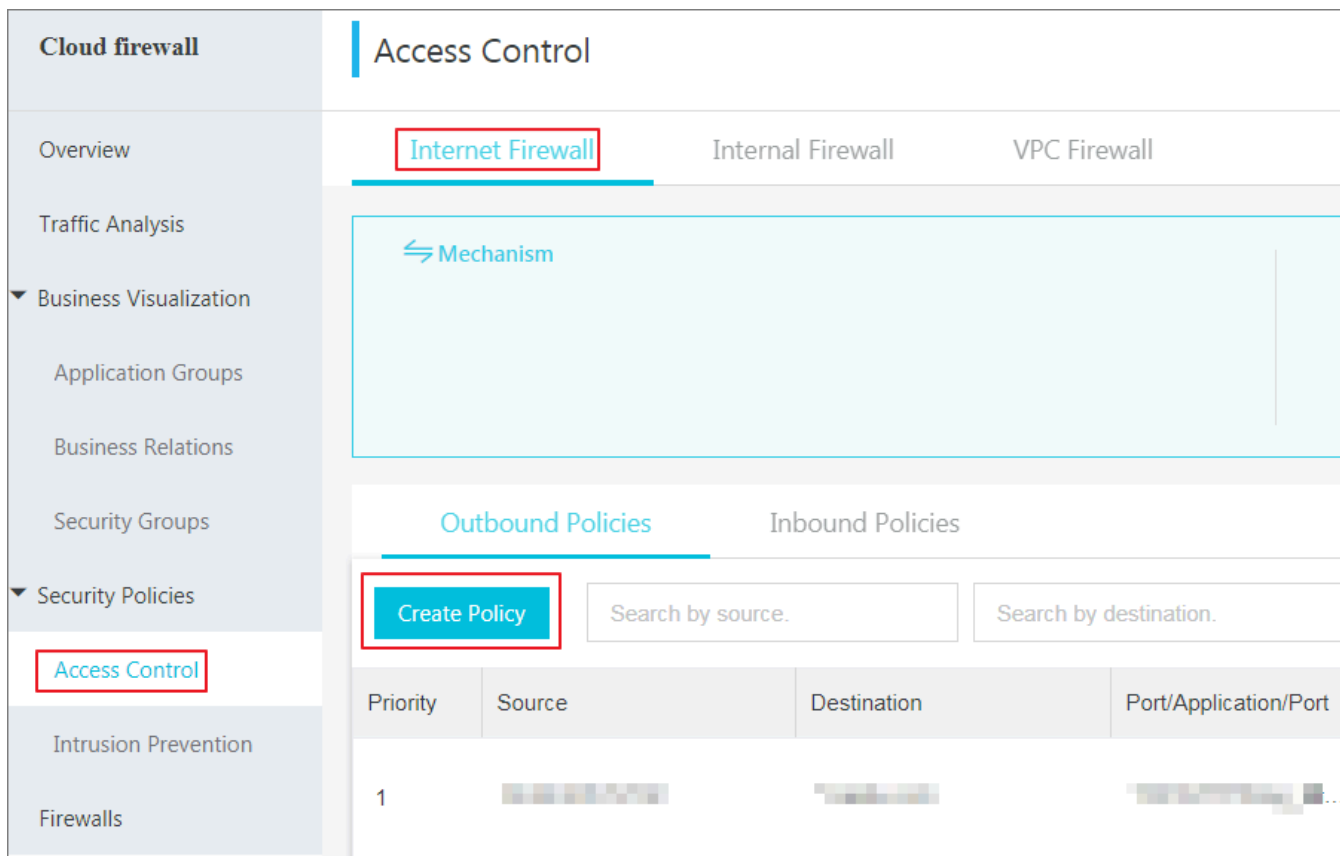 Cloud firewall
Overview
Traffic Analysis
Business Visualization
Application Groups
Business Relations
Security Groups
Security Policies
Access Control
Intrusion Prevention
Firewalls
Access Control
Internet Firewall Internal Firewall VPC Firewall
Mechanism
Outbound Policies Inbound Policies
Create Policy Search by source. Search by destination.
Priority Source Destination Port/Application/Port
1